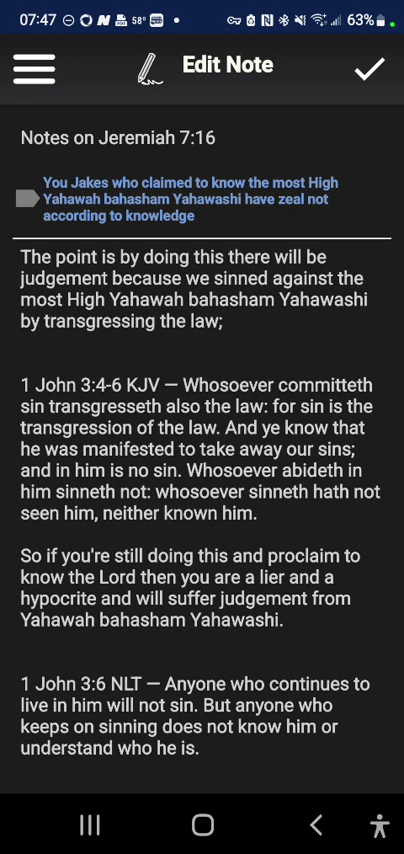 07:47
58°
63%
Edit Note
Notes on Jeremiah 7:16
You Jakes who claimed to know the most High
Yahawah bahasham Yahawashi have zeal not
according to knowledge
The point is by doing this there will be
judgement because we sinned against the
most High Yahawah bahasham Yahawashi
by transgressing the law;
1 John 3:4-6 KJV — Whosoever committeth
sin transgresseth also the law: for sin is the
transgression of the law. And ye know that
he was manifested to take away our sins;
and in him is no sin. Whosoever abideth in
him sinneth not: whosoever sinneth hath not
seen him, neither known him.
So if you're still doing this and proclaim to
know the Lord then you are a lier and a
hypocrite and will suffer judgement from
Yahawah bahasham Yahawashi.
1 John 3:6 NLT — Anyone who continues to
live in him will not sin. But anyone who
keeps on sinning does not know him or
understand who he is.